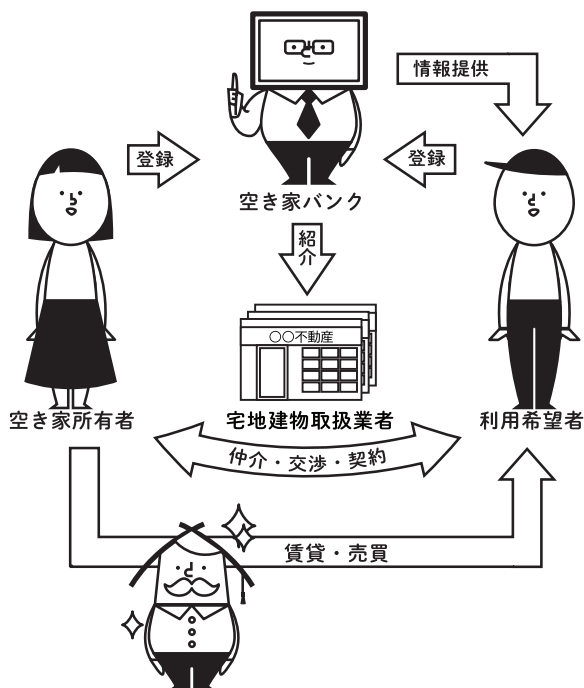 情報提供
登録
登録
空き家バンク
紹介
〇〇不動産
空き家所有者
宅地建物取扱業者
利用希望者
仲介・交渉・契約
賃貸・売買